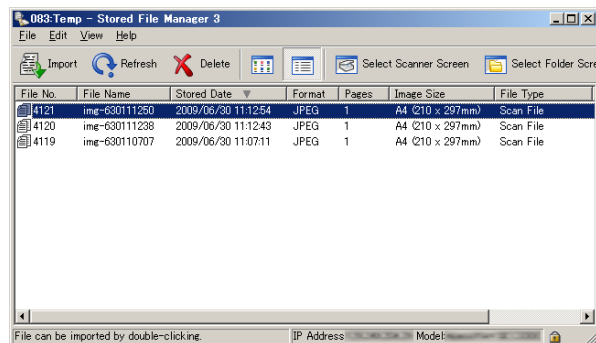 083:Temp - Stored File Manager 3
File Edit View Help
Import Refresh Delete Select Scanner Screen Select Folder Scre
File No. File Name Stored Date Format Pages Image Size File Type
4121 img-630111250 2009/06/30 11:12:54 JPEG 1 A4 (210 x 297mm) Scan File
4120 img-630111238 2009/06/30 11:12:43 JPEG 1 A4 (210 x 297mm) Scan File
4119 img-630110707 2009/06/30 11:07:11 JPEG 1 A4 (210 x 297mm) Scan File
File can be imported by double-clicking. IP Address Model: